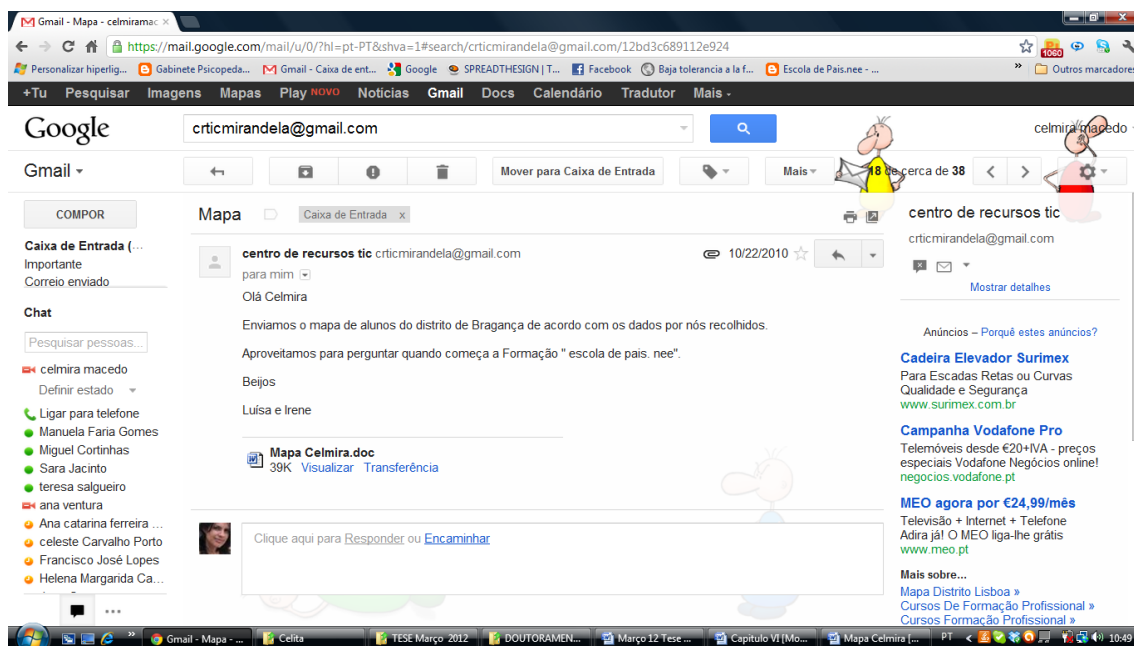 Gmail - Mapa - celmiramac ×
https://mail.google.com/mail/u/0/?hl=pt-PT&shva=1#search/crticmirandela@gmail.com/12bd3c689112e924
1060
Personalizar hiperlig... Gabinete Psicopeda... Gmail - Caixa de ent... Google SPREADTHESIGN | T... Facebook Baja tolerancia a la f... Escola de Pais.nee - ... » Outros marcadores
+Tu Pesquisar Imagens Mapas Play NOVO Notícias Gmail Docs Calendário Tradutor Mais
Google crticmirandela@gmail.com celmira macedo
Gmail Mover para Caixa de Entrada Mais 18 de cerca de 38
COMPOR
Caixa de Entrada (...
Importante
Correio enviado
Chat
Pesquisar pessoas...
celmira macedo
Definir estado
Ligar para telefone
Manuela Faria Gomes
Miguel Cortinhas
Sara Jacinto
teresa salgueiro
ana ventura
Ana catarina ferreira ...
celeste Carvalho Porto
Francisco José Lopes
Helena Margarida Ca...
Mapa Caixa de Entrada x
centro de recursos tic crticmirandela@gmail.com 10/22/2010
para mim
Olá Celmira
Enviamos o mapa de alunos do distrito de Bragança de acordo com os dados por nós recolhidos.
Aproveitamos para perguntar quando começa a Formação " escola de pais. nee".
Beijos
Luísa e Irene
Mapa Celmira.doc
39K Visualizar Transferência
Clique aqui para Responder ou Encaminhar
centro de recursos tic
crticmirandela@gmail.com
Mostrar detalhes
Anúncios – Porquê estes anúncios?
Cadeira Elevador Surimex
Para Escadas Retas ou Curvas
Qualidade e Segurança
www.surimex.com.br
Campanha Vodafone Pro
Telemóveis desde €20+IVA - preços
especiais Vodafone Negócios online!
negocios.vodafone.pt
MEO agora por €24,99/mês
Televisão + Internet + Telefone
Adira já! O MEO liga-lhe grátis
www.meo.pt
Mais sobre...
Mapa Distrito Lisboa »
Cursos De Formação Profissional »
Cursos Formação Profissional »
» Gmail - Mapa - ... Celita TESE Março 2012 DOUTORAMEN... Março12 Tese ... Capitulo VI [Mo... Mapa Celmira [... PT < 10:49